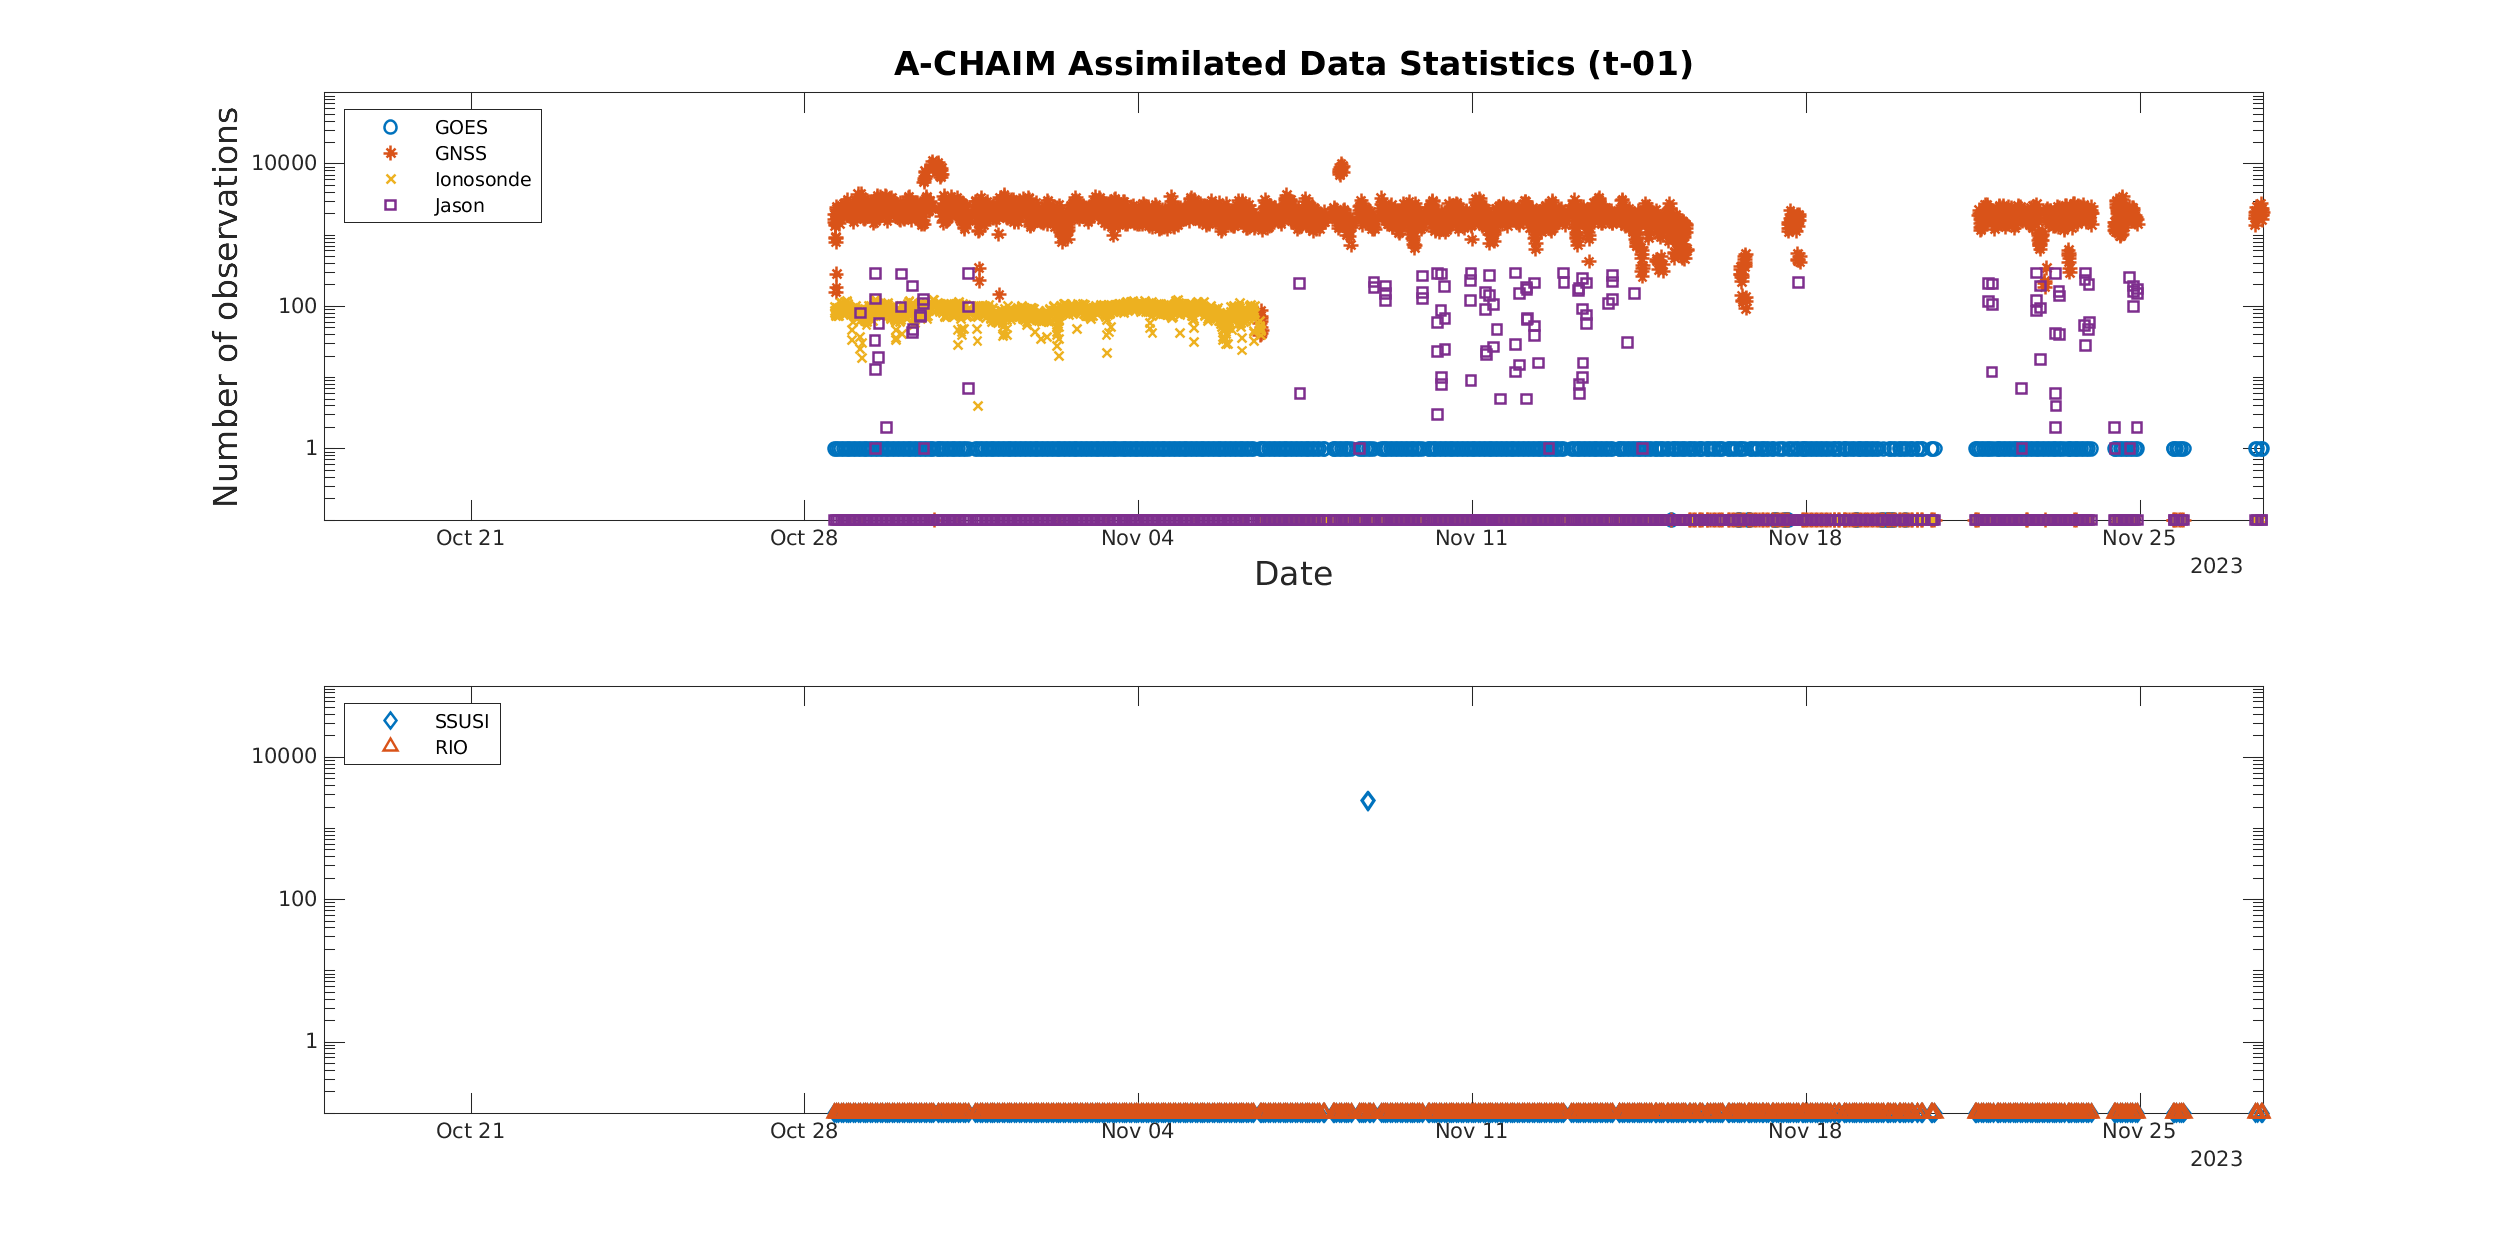 A-CHAIM Assimilated Data Statistics (t-01)
Number of observations
10000
100
1
GOES
GNSS
Ionosonde
Jason
Oct 21
Oct 28
Nov 04
Nov 11
Nov 18
Nov 25
2023
Date
10000
100
1
SSUSI
RIO
Oct 21
Oct 28
Nov 04
Nov 11
Nov 18
Nov 25
2023